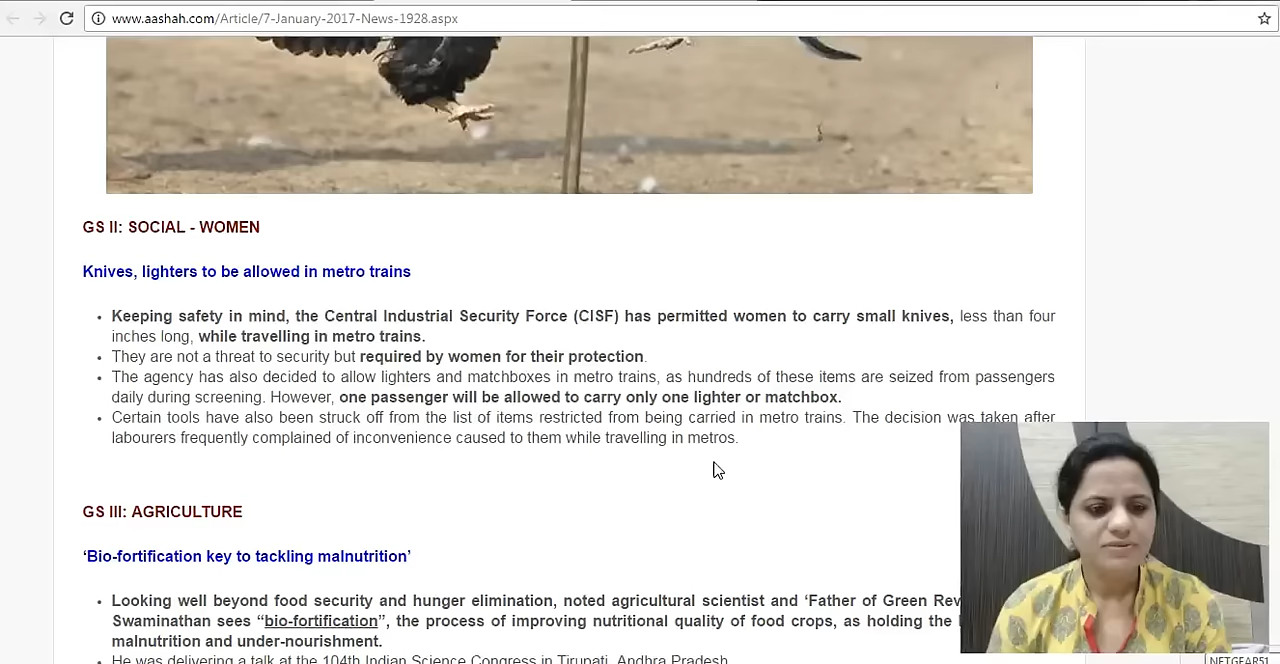 www.aashah.com/Article/7-January-2017-News-1928.aspx
GS II: SOCIAL - WOMEN
Knives, lighters to be allowed in metro trains
• Keeping safety in mind, the Central Industrial Security Force (CISF) has permitted women to carry small knives, less than four
inches long, while travelling in metro trains.
• They are not a threat to security but required by women for their protection.
• The agency has also decided to allow lighters and matchboxes in metro trains, as hundreds of these items are seized from passengers
daily during screening. However, one passenger will be allowed to carry only one lighter or matchbox.
• Certain tools have also been struck off from the list of items restricted from being carried in metro trains. The decision was taken after
labourers frequently complained of inconvenience caused to them while travelling in metros.
GS III: AGRICULTURE
‘Bio-fortification key to tackling malnutrition’
• Looking well beyond food security and hunger elimination, noted agricultural scientist and ‘Father of Green
Swaminathan sees “bio-fortification”, the process of improving nutritional quality of food crops, as holding the
malnutrition and under-nourishment.
• He was delivering a talk at the 104th Indian Science Congress in Tirupati, Andhra Pradesh.
NETGEAR51